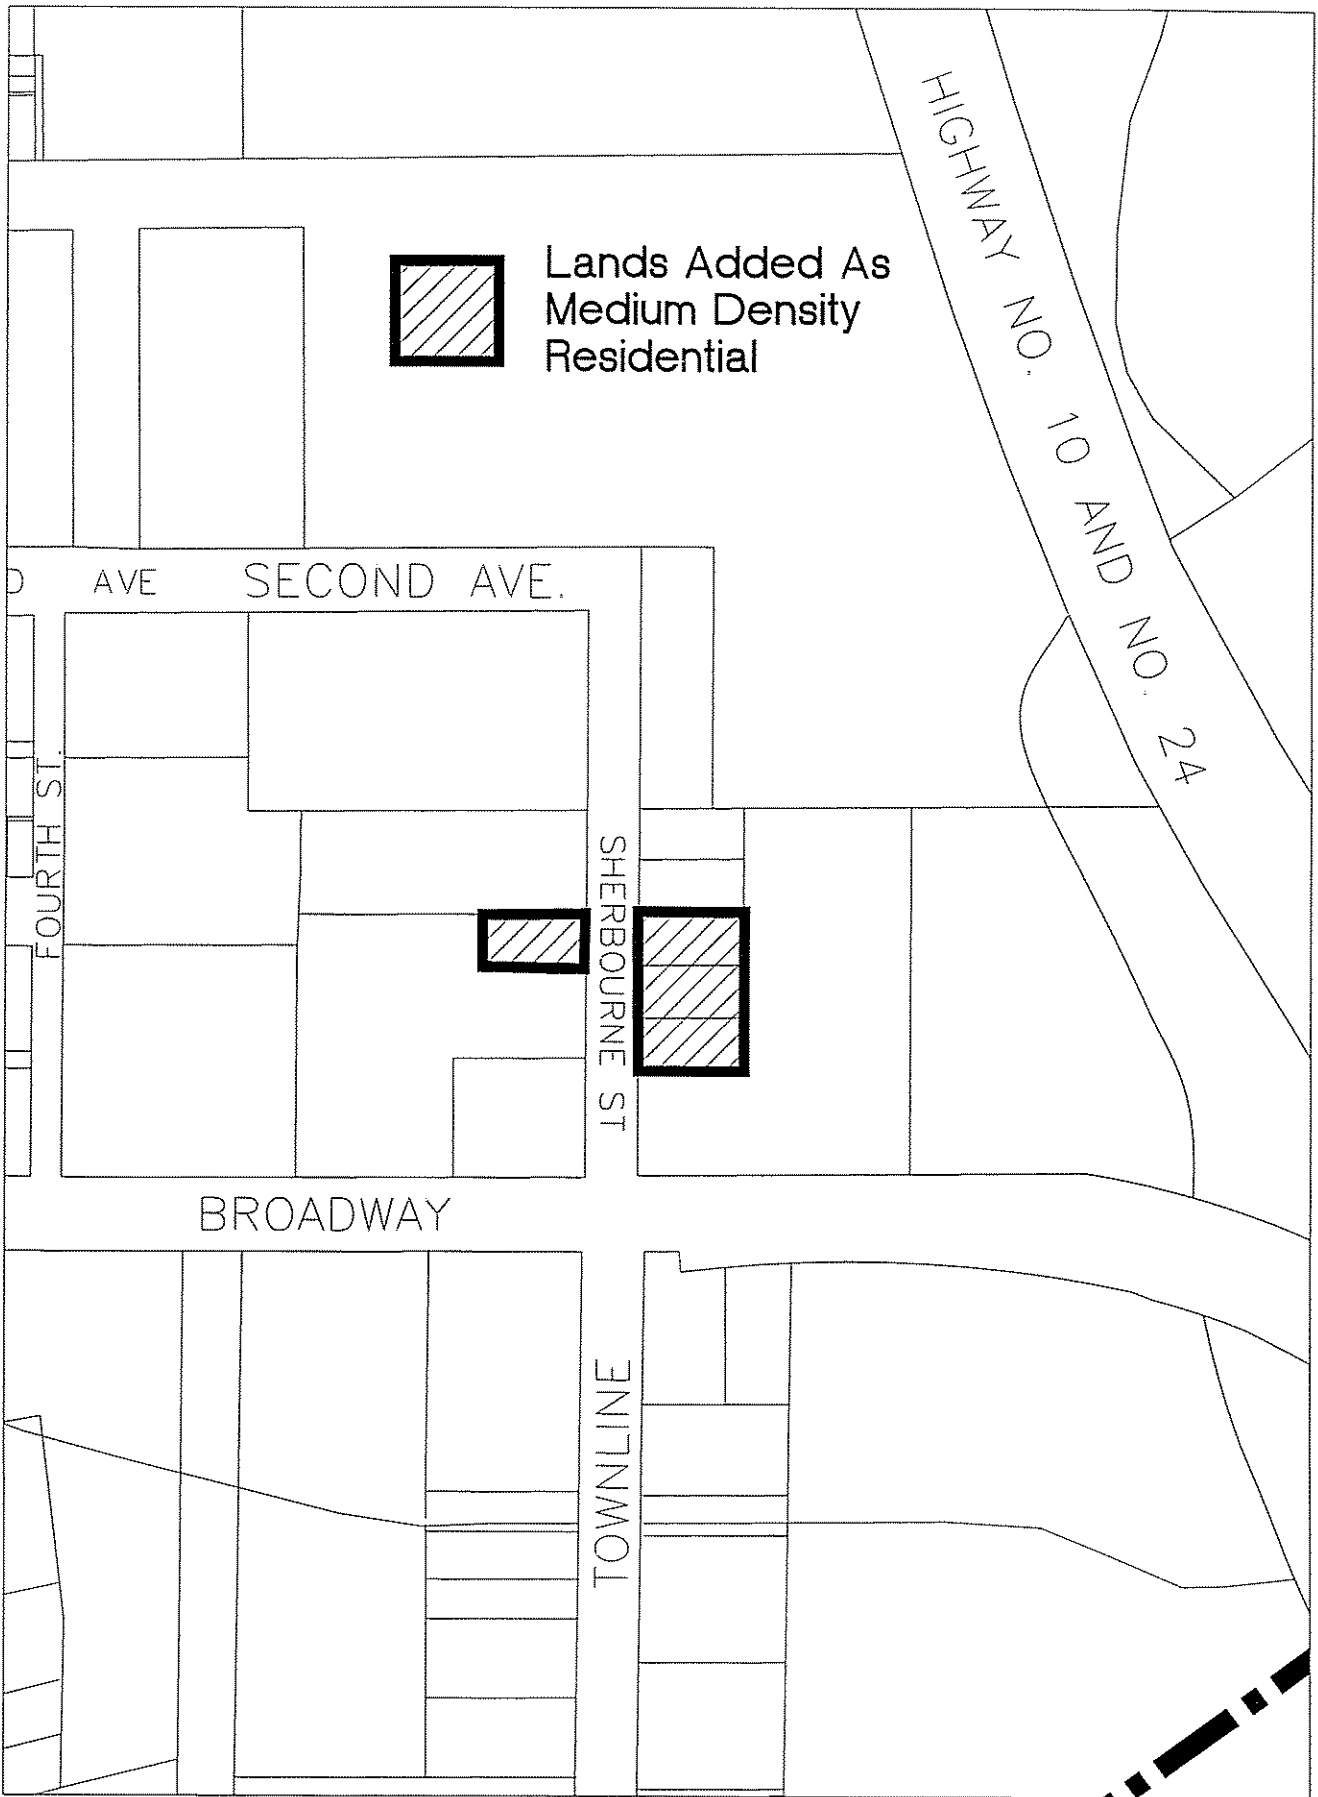 HIGHWAY NO. 10 AND NO. 24
Lands Added As
Medium Density
Residential
AVE SECOND AVE.
FOURTH ST.
SHERBOURNE ST
BROADWAY
TOWNLINE